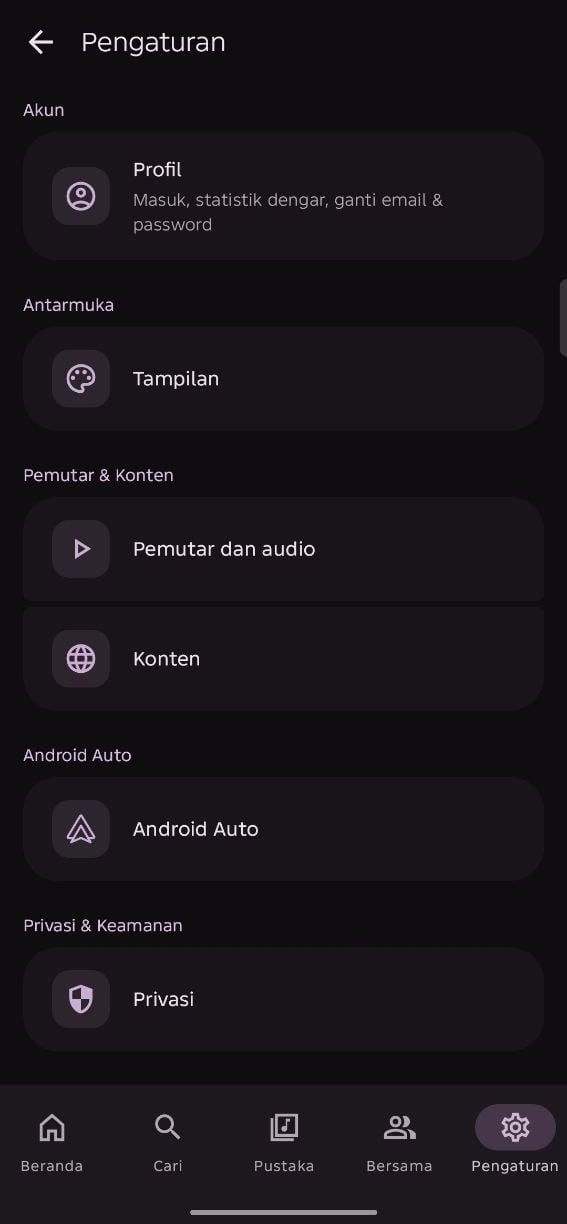 Pengaturan
Akun
Profil
Masuk, statistik dengar, ganti email &
password
Antarmuka
Tampilan
Pemutar & Konten
Pemutar dan audio
Konten
Android Auto
Android Auto
Privasi & Keamanan
Privasi
Beranda
Cari
Pustaka
Bersama
Pengaturan